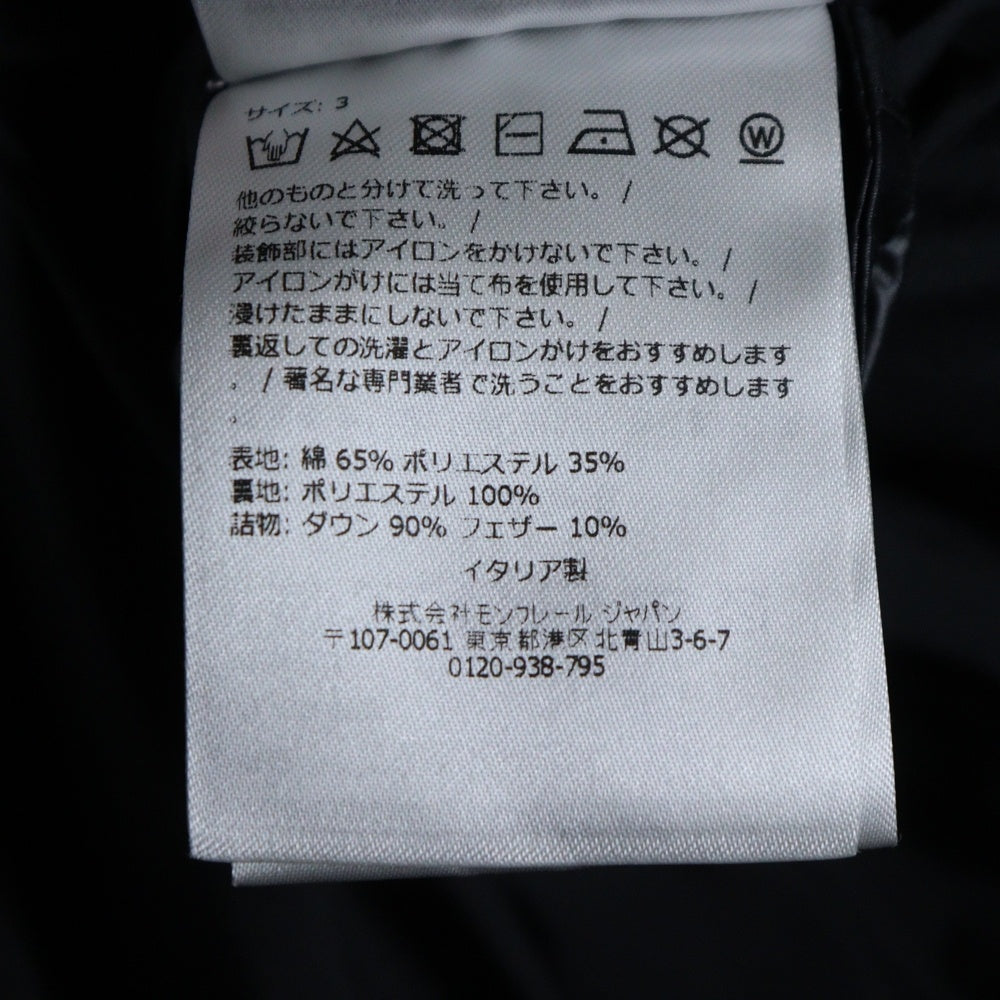 サイズ: 3
W
他のものと分けて洗って下さい。 /
絞らないで下さい。 /
装飾部にはアイロンをかけないで下さい。 /
アイロンがけには当て布を使用して下さい。 /
浸けたままにしないで下さい。 /
裏返しての洗濯とアイロンかけをおすすめします
。 / 著名な専門業者で洗うことをおすすめします
。
表地: 綿 65% ポリエステル 35%
裏地: ポリエステル 100%
詰物: ダウン 90% フェザー 10%
イタリア製
株式会社モンフレール ジャパン
〒107-0061 東京都港区北青山3-6-7
0120-938-795